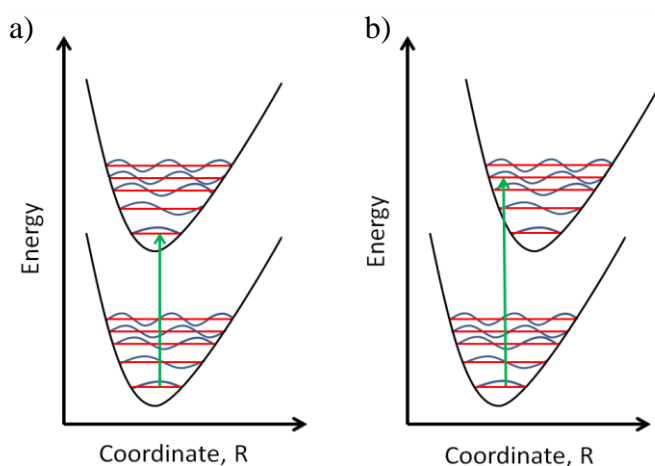 a)
Energy
Coordinate, R
b)
Energy
Coordinate, R